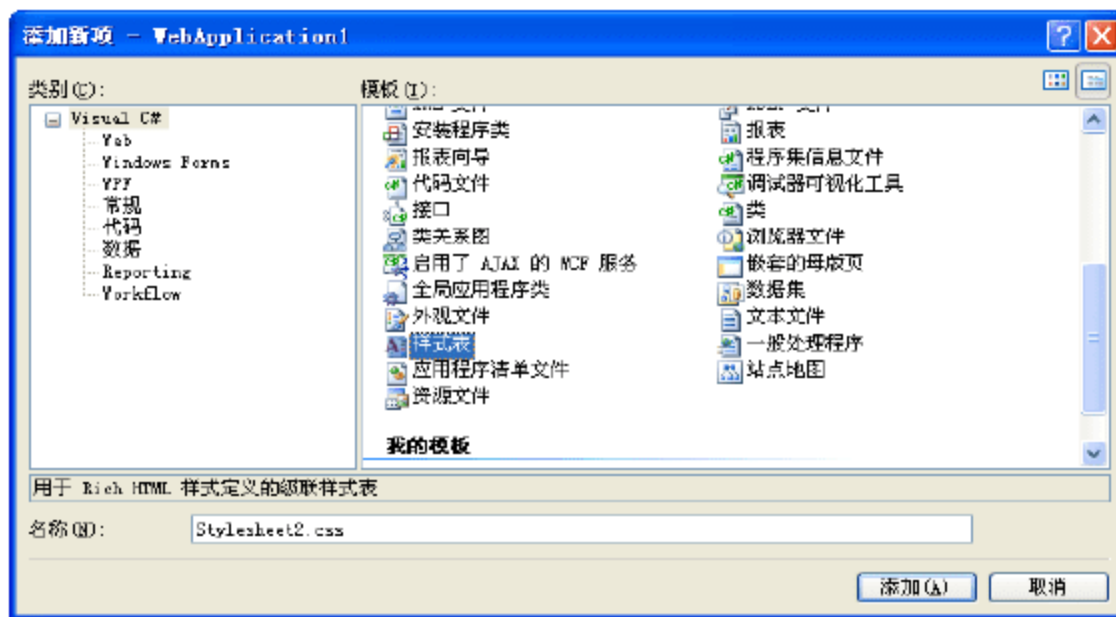 添加新项 - WebApplication1
类别(C):
模板(T):
Visual C#
Web
Windows Forms
WPF
常规
代码
数据
Reporting
Workflow
安装程序类
报表
报表向导
程序集信息文件
代码文件
调试器可视化工具
接口
类
类关系图
浏览器文件
启用了 AJAX 的 WCF 服务
嵌套的母版页
全局应用程序类
数据集
外观文件
文本文件
样式表
一般处理程序
应用程序清单文件
站点地图
资源文件
我的模板
用于 Rich HTML 样式定义的级联样式表
名称(N):
Stylesheet2.css
添加(A)
取消